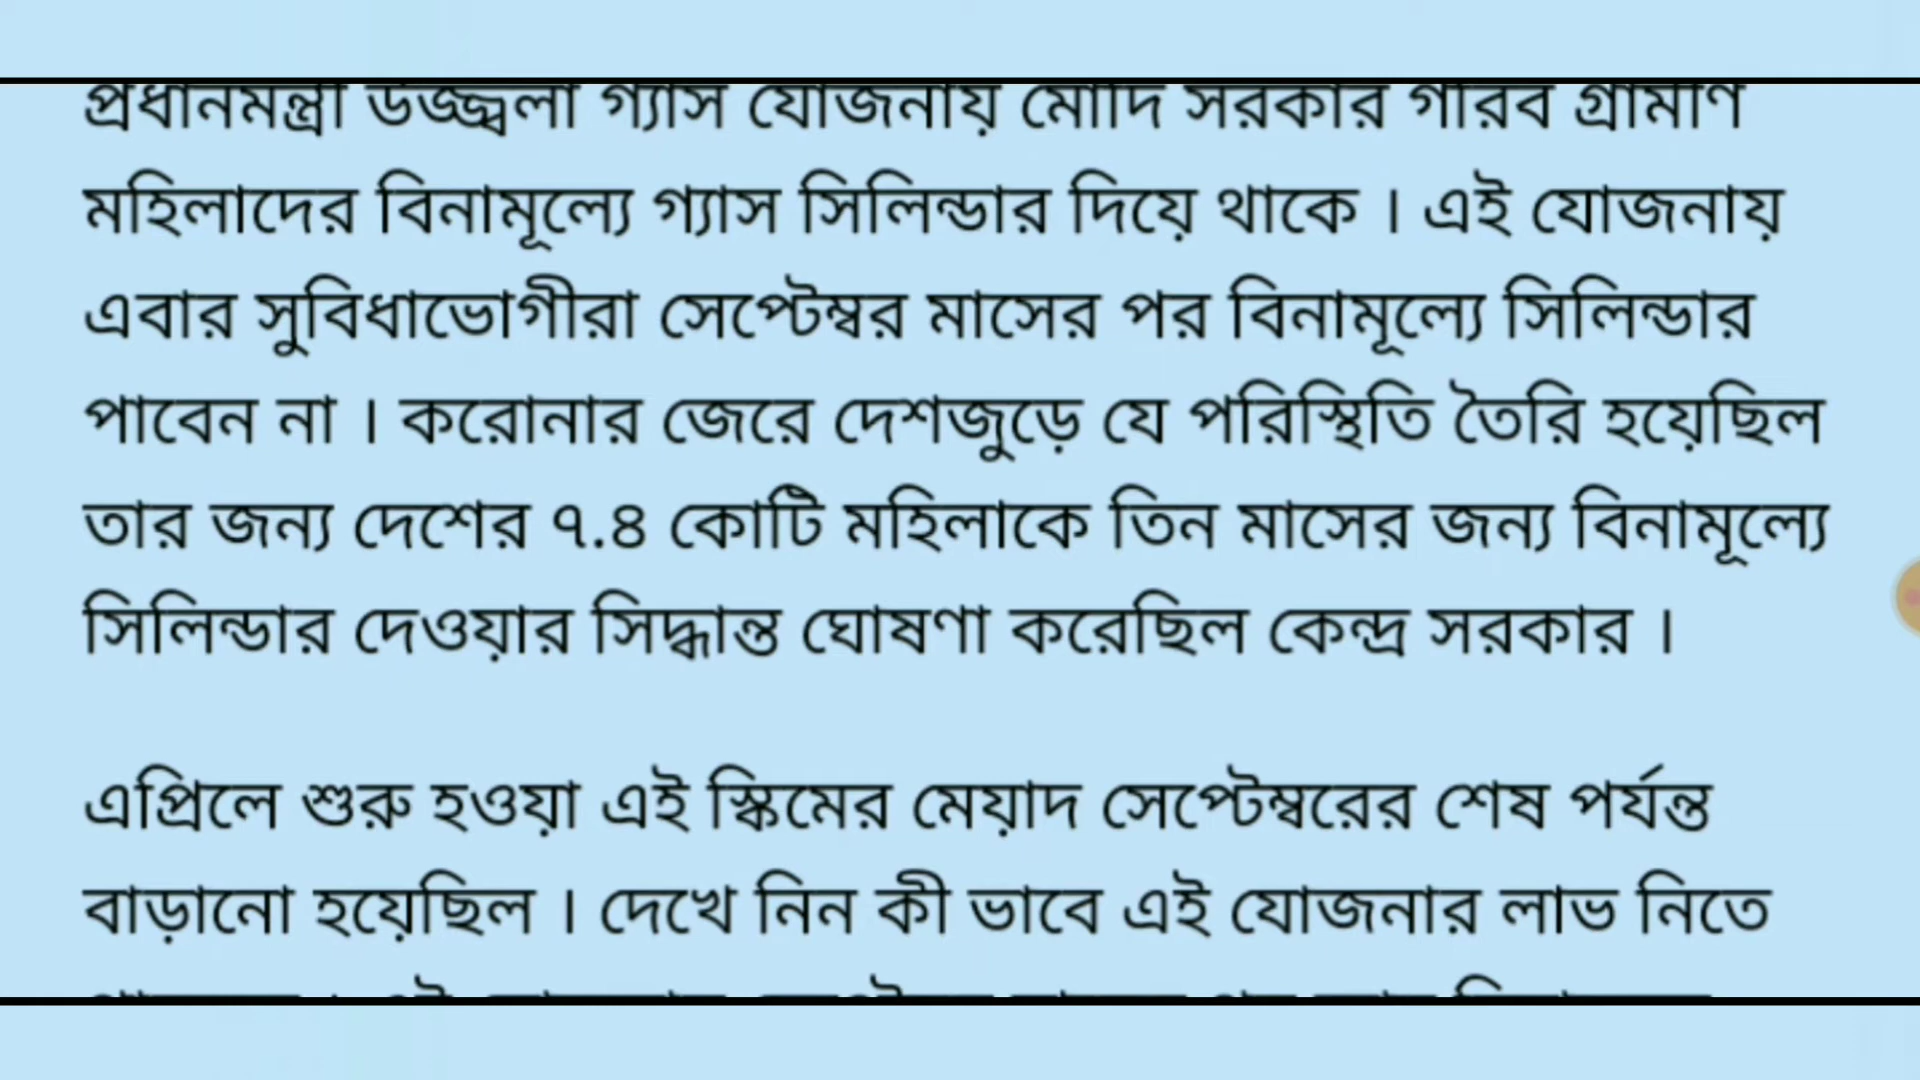 প্রধানমন্ত্রী উজ্জ্বলা গ্যাস যোজনায় মোদি সরকার গরিব গ্রামীণ
মহিলাদের বিনামূল্যে গ্যাস সিলিন্ডার দিয়ে থাকে । এই যোজনায়
এবার সুবিধাভোগীরা সেপ্টেম্বর মাসের পর বিনামূল্যে সিলিন্ডার
পাবেন না । করোনার জেরে দেশজুড়ে যে পরিস্থিতি তৈরি হয়েছিল
তার জন্য দেশের ৭.৪ কোটি মহিলাকে তিন মাসের জন্য বিনামূল্যে
সিলিন্ডার দেওয়ার সিদ্ধান্ত ঘোষণা করেছিল কেন্দ্র সরকার ।
এপ্রিলে শুরু হওয়া এই স্কিমের মেয়াদ সেপ্টেম্বরের শেষ পর্যন্ত
বাড়ানো হয়েছিল । দেখে নিন কী ভাবে এই যোজনার লাভ নিতে